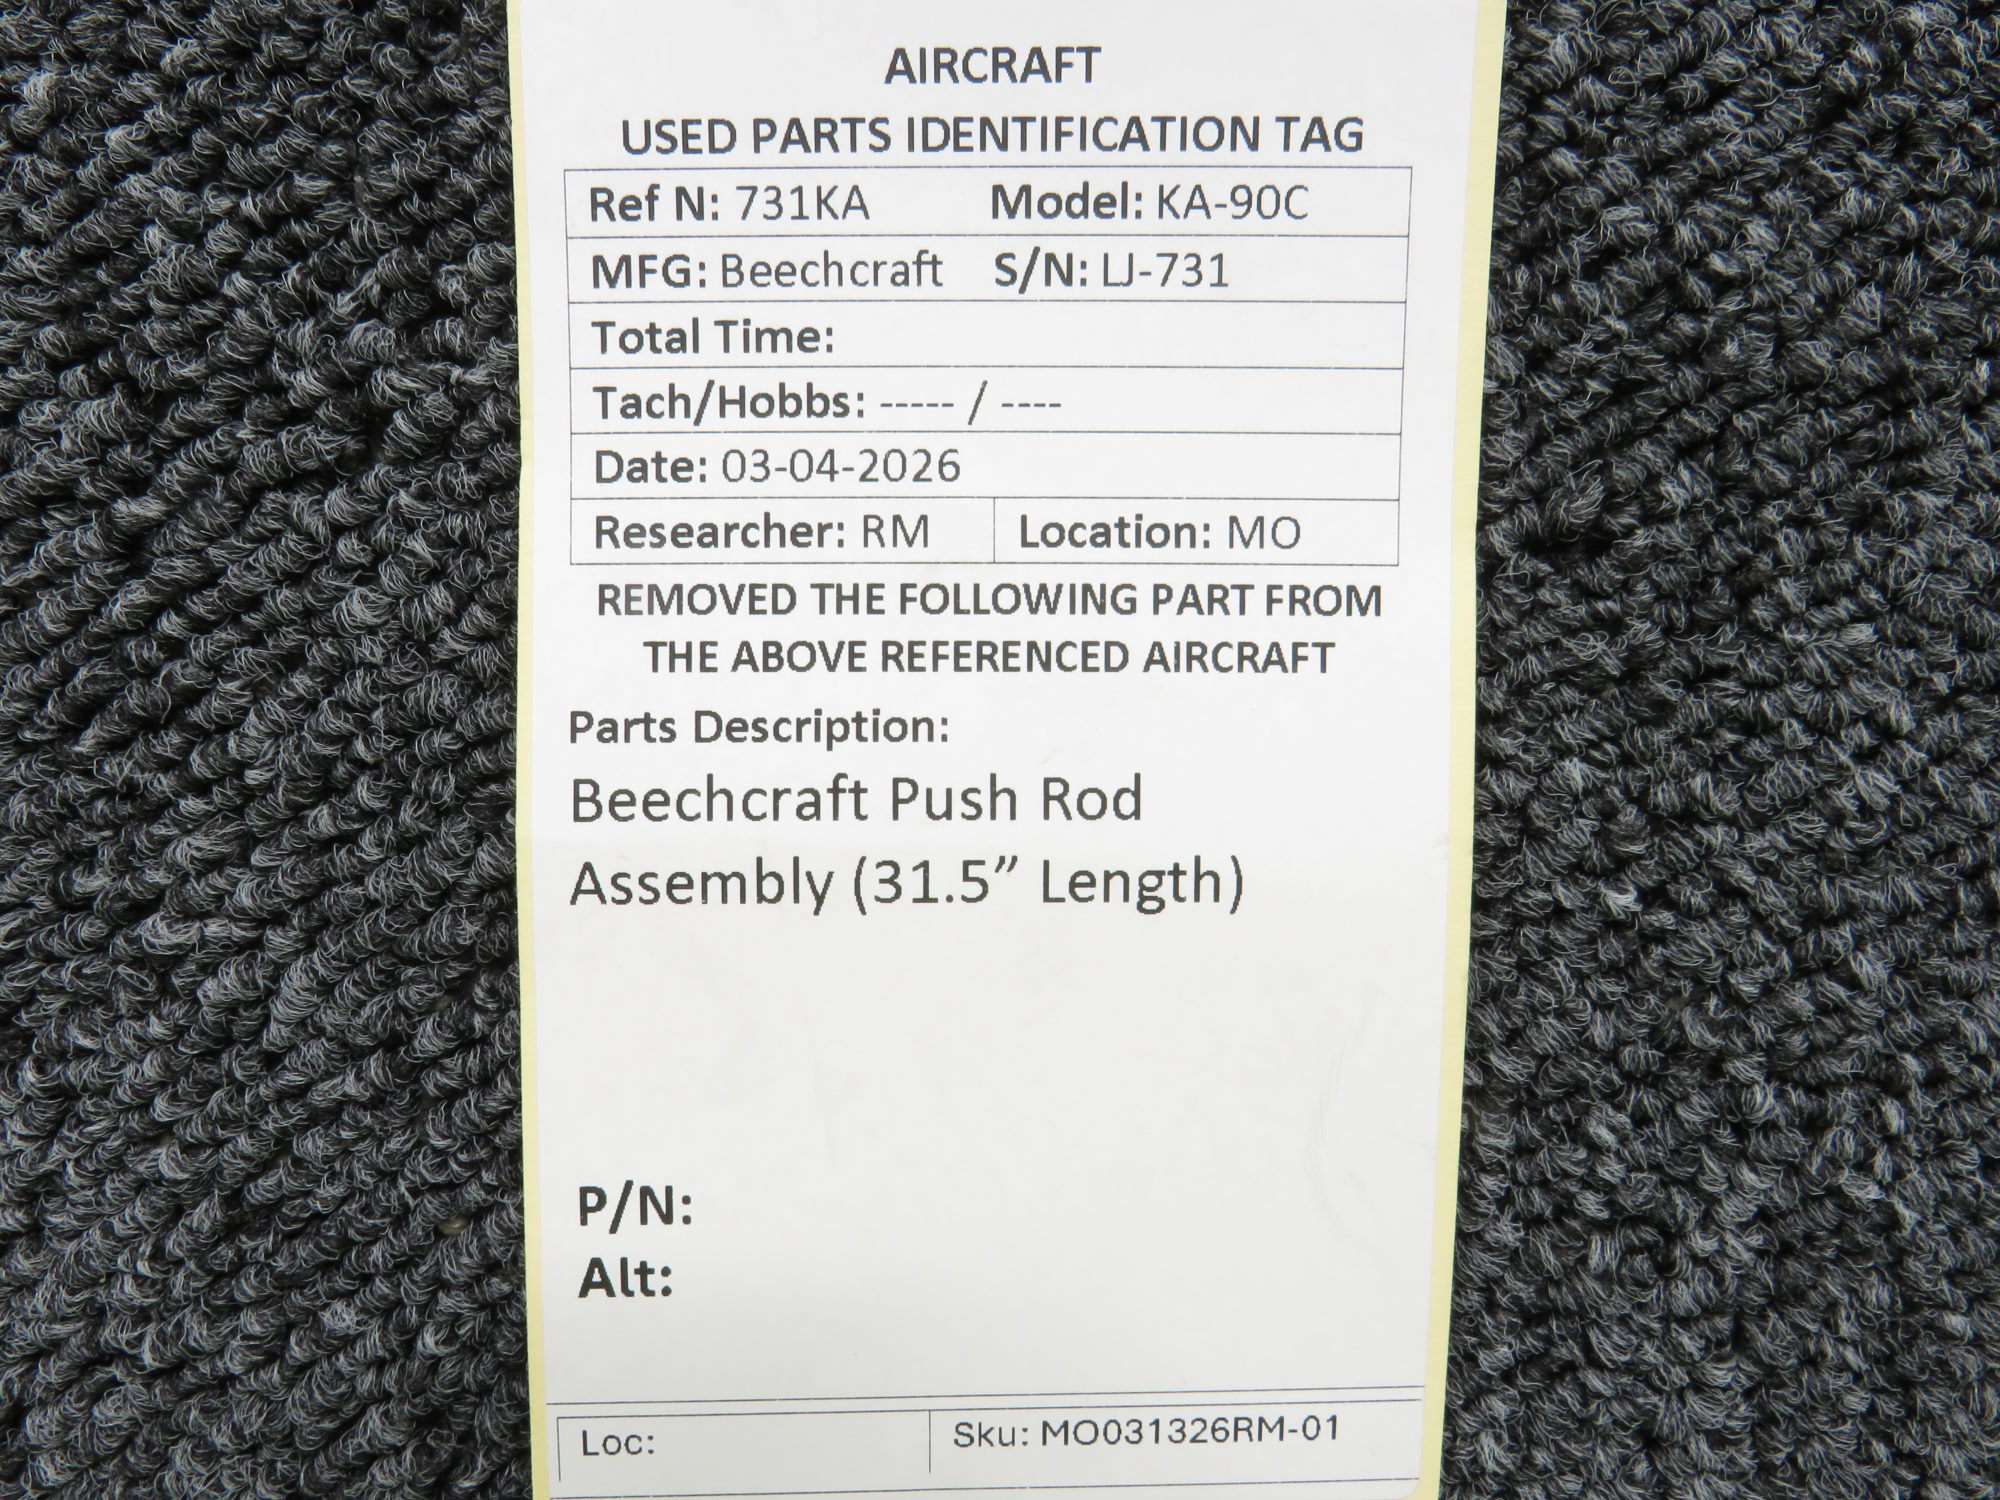 AIRCRAFT
USED PARTS IDENTIFICATION TAG
Ref N: 731KA Model: KA-90C
MFG: Beechcraft S/N: LJ-731
Total Time:
Tach/Hobbs: ----- / ----
Date: 03-04-2026
Researcher: RM Location: MO
REMOVED THE FOLLOWING PART FROM
THE ABOVE REFERENCED AIRCRAFT
Parts Description:
Beechcraft Push Rod
Assembly (31.5” Length)
P/N:
Alt:
Loc: Sku: MO031326RM-01